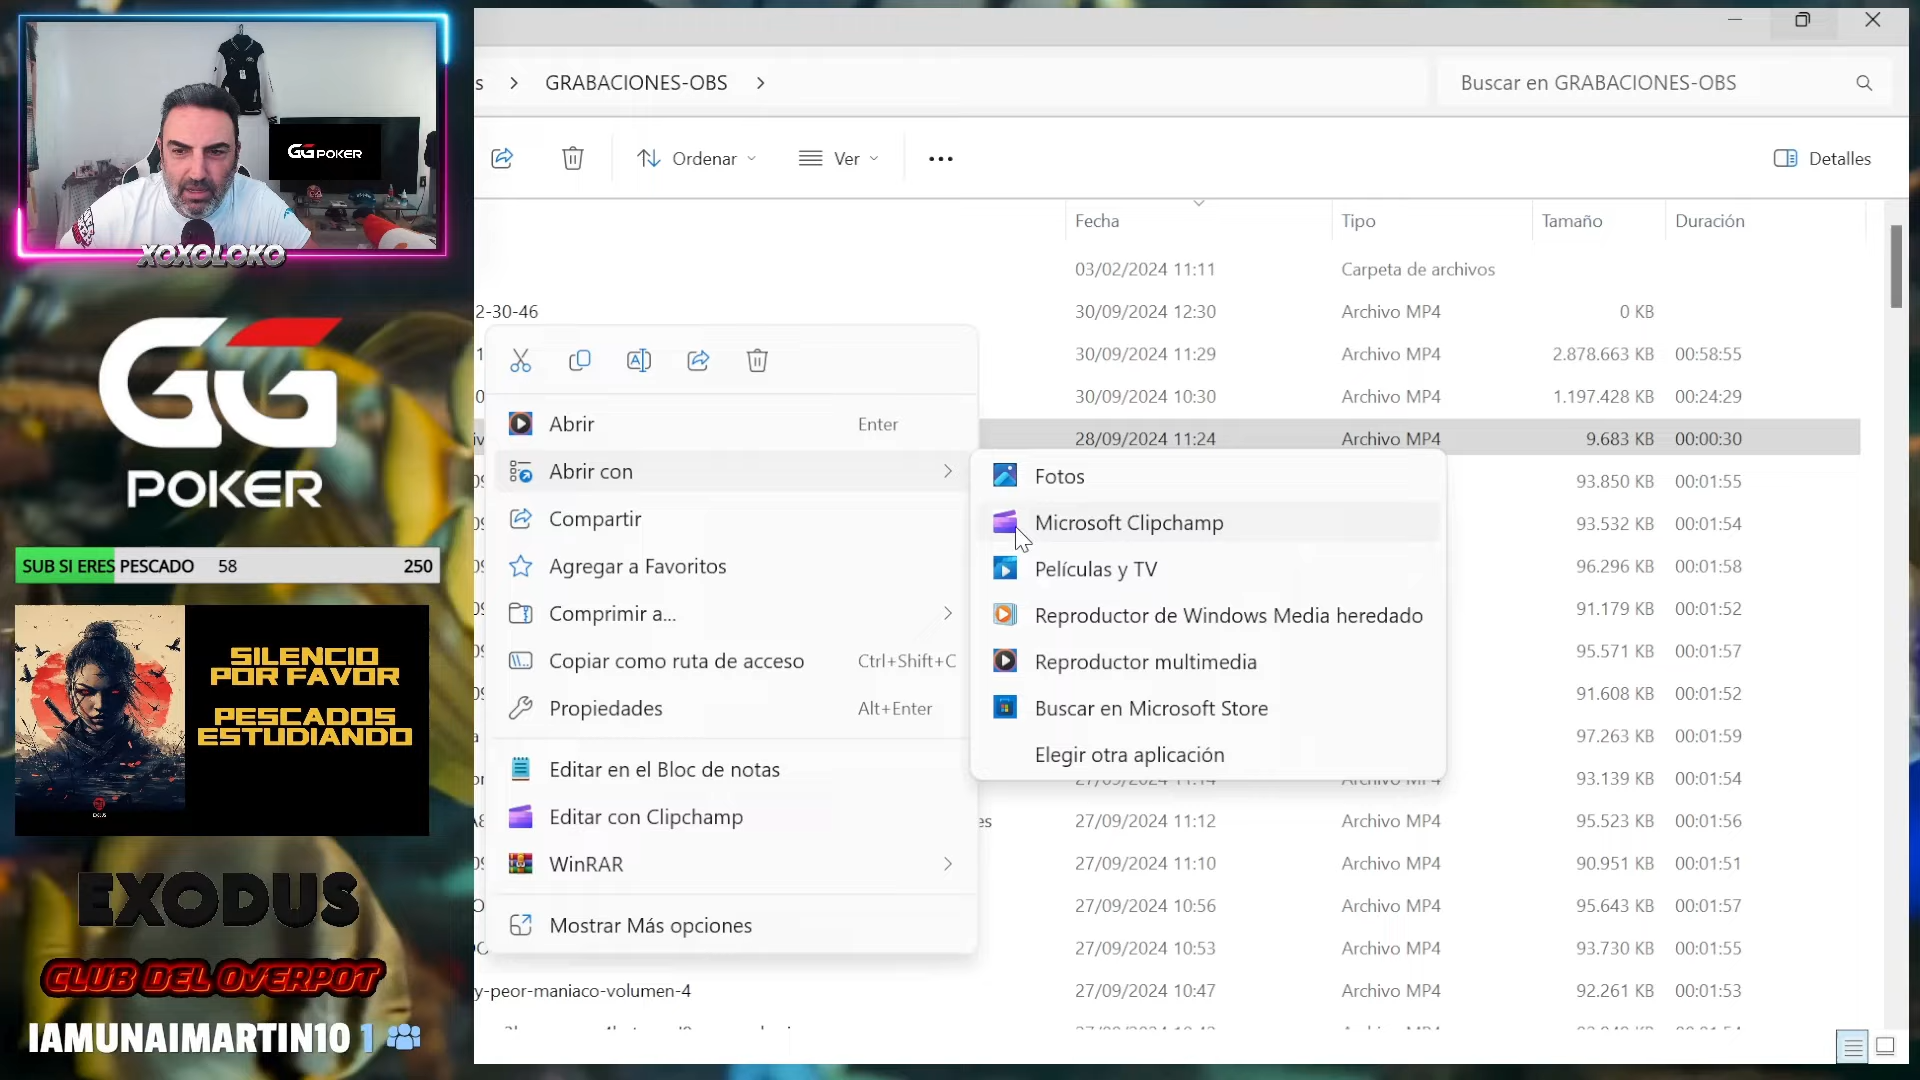 GG POKER
XOXOLOKO
GG
POKER
SUB SI ERES PESCADO 58 250
SILENCIO
POR FAVOR
PESCADOS
ESTUDIANDO
EXODUS
CLUB DEL OVERPOT
IAMUNAIMARTIN10 1
s > GRABACIONES-OBS >
Buscar en GRABACIONES-OBS
Ordenar
Ver
Detalles
Fecha Tipo Tamaño Duración
03/02/2024 11:11 Carpeta de archivos
2-30-46 30/09/2024 12:30 Archivo MP4 0 KB
30/09/2024 11:29 Archivo MP4 2.878.663 KB 00:58:55
30/09/2024 10:30 Archivo MP4 1.197.428 KB 00:24:29
28/09/2024 11:24 Archivo MP4 9.683 KB 00:00:30
93.850 KB 00:01:55
93.532 KB 00:01:54
96.296 KB 00:01:58
91.179 KB 00:01:52
95.571 KB 00:01:57
91.608 KB 00:01:52
97.263 KB 00:01:59
93.139 KB 00:01:54
es 27/09/2024 11:12 Archivo MP4 95.523 KB 00:01:56
27/09/2024 11:10 Archivo MP4 90.951 KB 00:01:51
27/09/2024 10:56 Archivo MP4 95.643 KB 00:01:57
27/09/2024 10:53 Archivo MP4 93.730 KB 00:01:55
y-peor-maniaco-volumen-4 27/09/2024 10:47 Archivo MP4 92.261 KB 00:01:53
Abrir Enter
Abrir con
Compartir
Agregar a Favoritos
Comprimir a...
Copiar como ruta de acceso Ctrl+Shift+C
Propiedades Alt+Enter
Editar en el Bloc de notas
Editar con Clipchamp
WinRAR
Mostrar Más opciones
Fotos
Microsoft Clipchamp
Películas y TV
Reproductor de Windows Media heredado
Reproductor multimedia
Buscar en Microsoft Store
Elegir otra aplicación